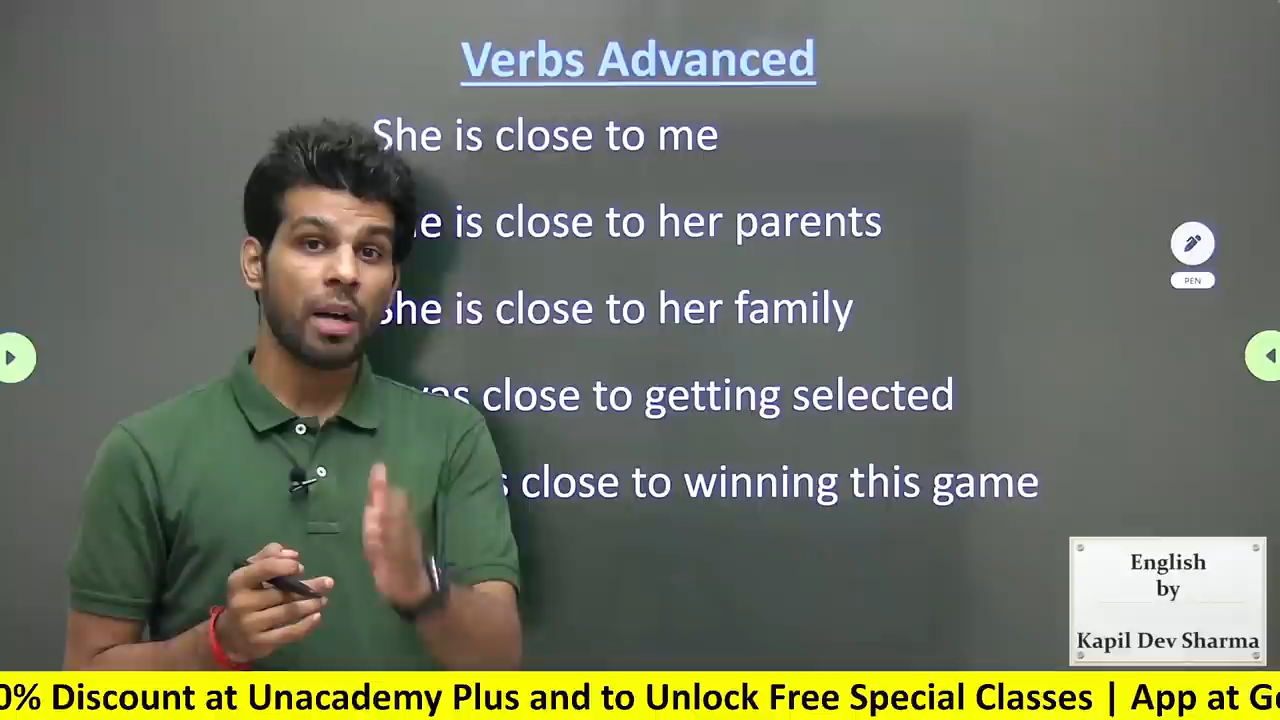 Verbs Advanced
She is close to me
is close to her parents
She is close to her family
was close to getting selected
close to winning this game
PEN
English
by
Kapil Dev Sharma
0% Discount at Unacademy Plus and to Unlock Free Special Classes | App at